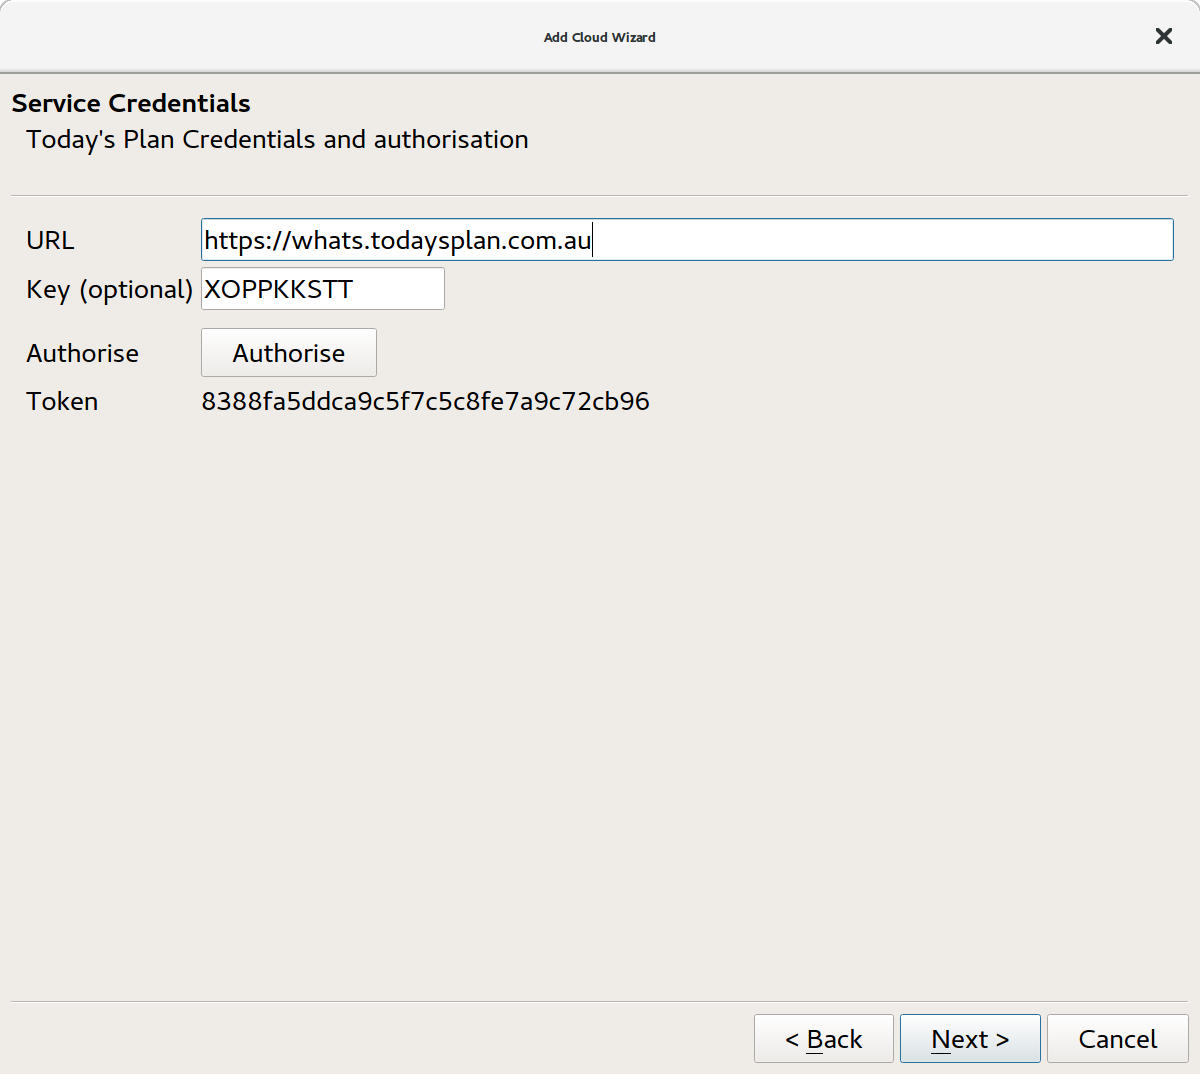 Add Cloud Wizard
Service Credentials
Today's Plan Credentials and authorisation
URL https://whats.todaysplan.com.au
Key (optional) XOPPKKSTT
Authorise Authorise
Token 8388fa5ddca9c5f7c5c8fe7a9c72cb96
< Back Next > Cancel